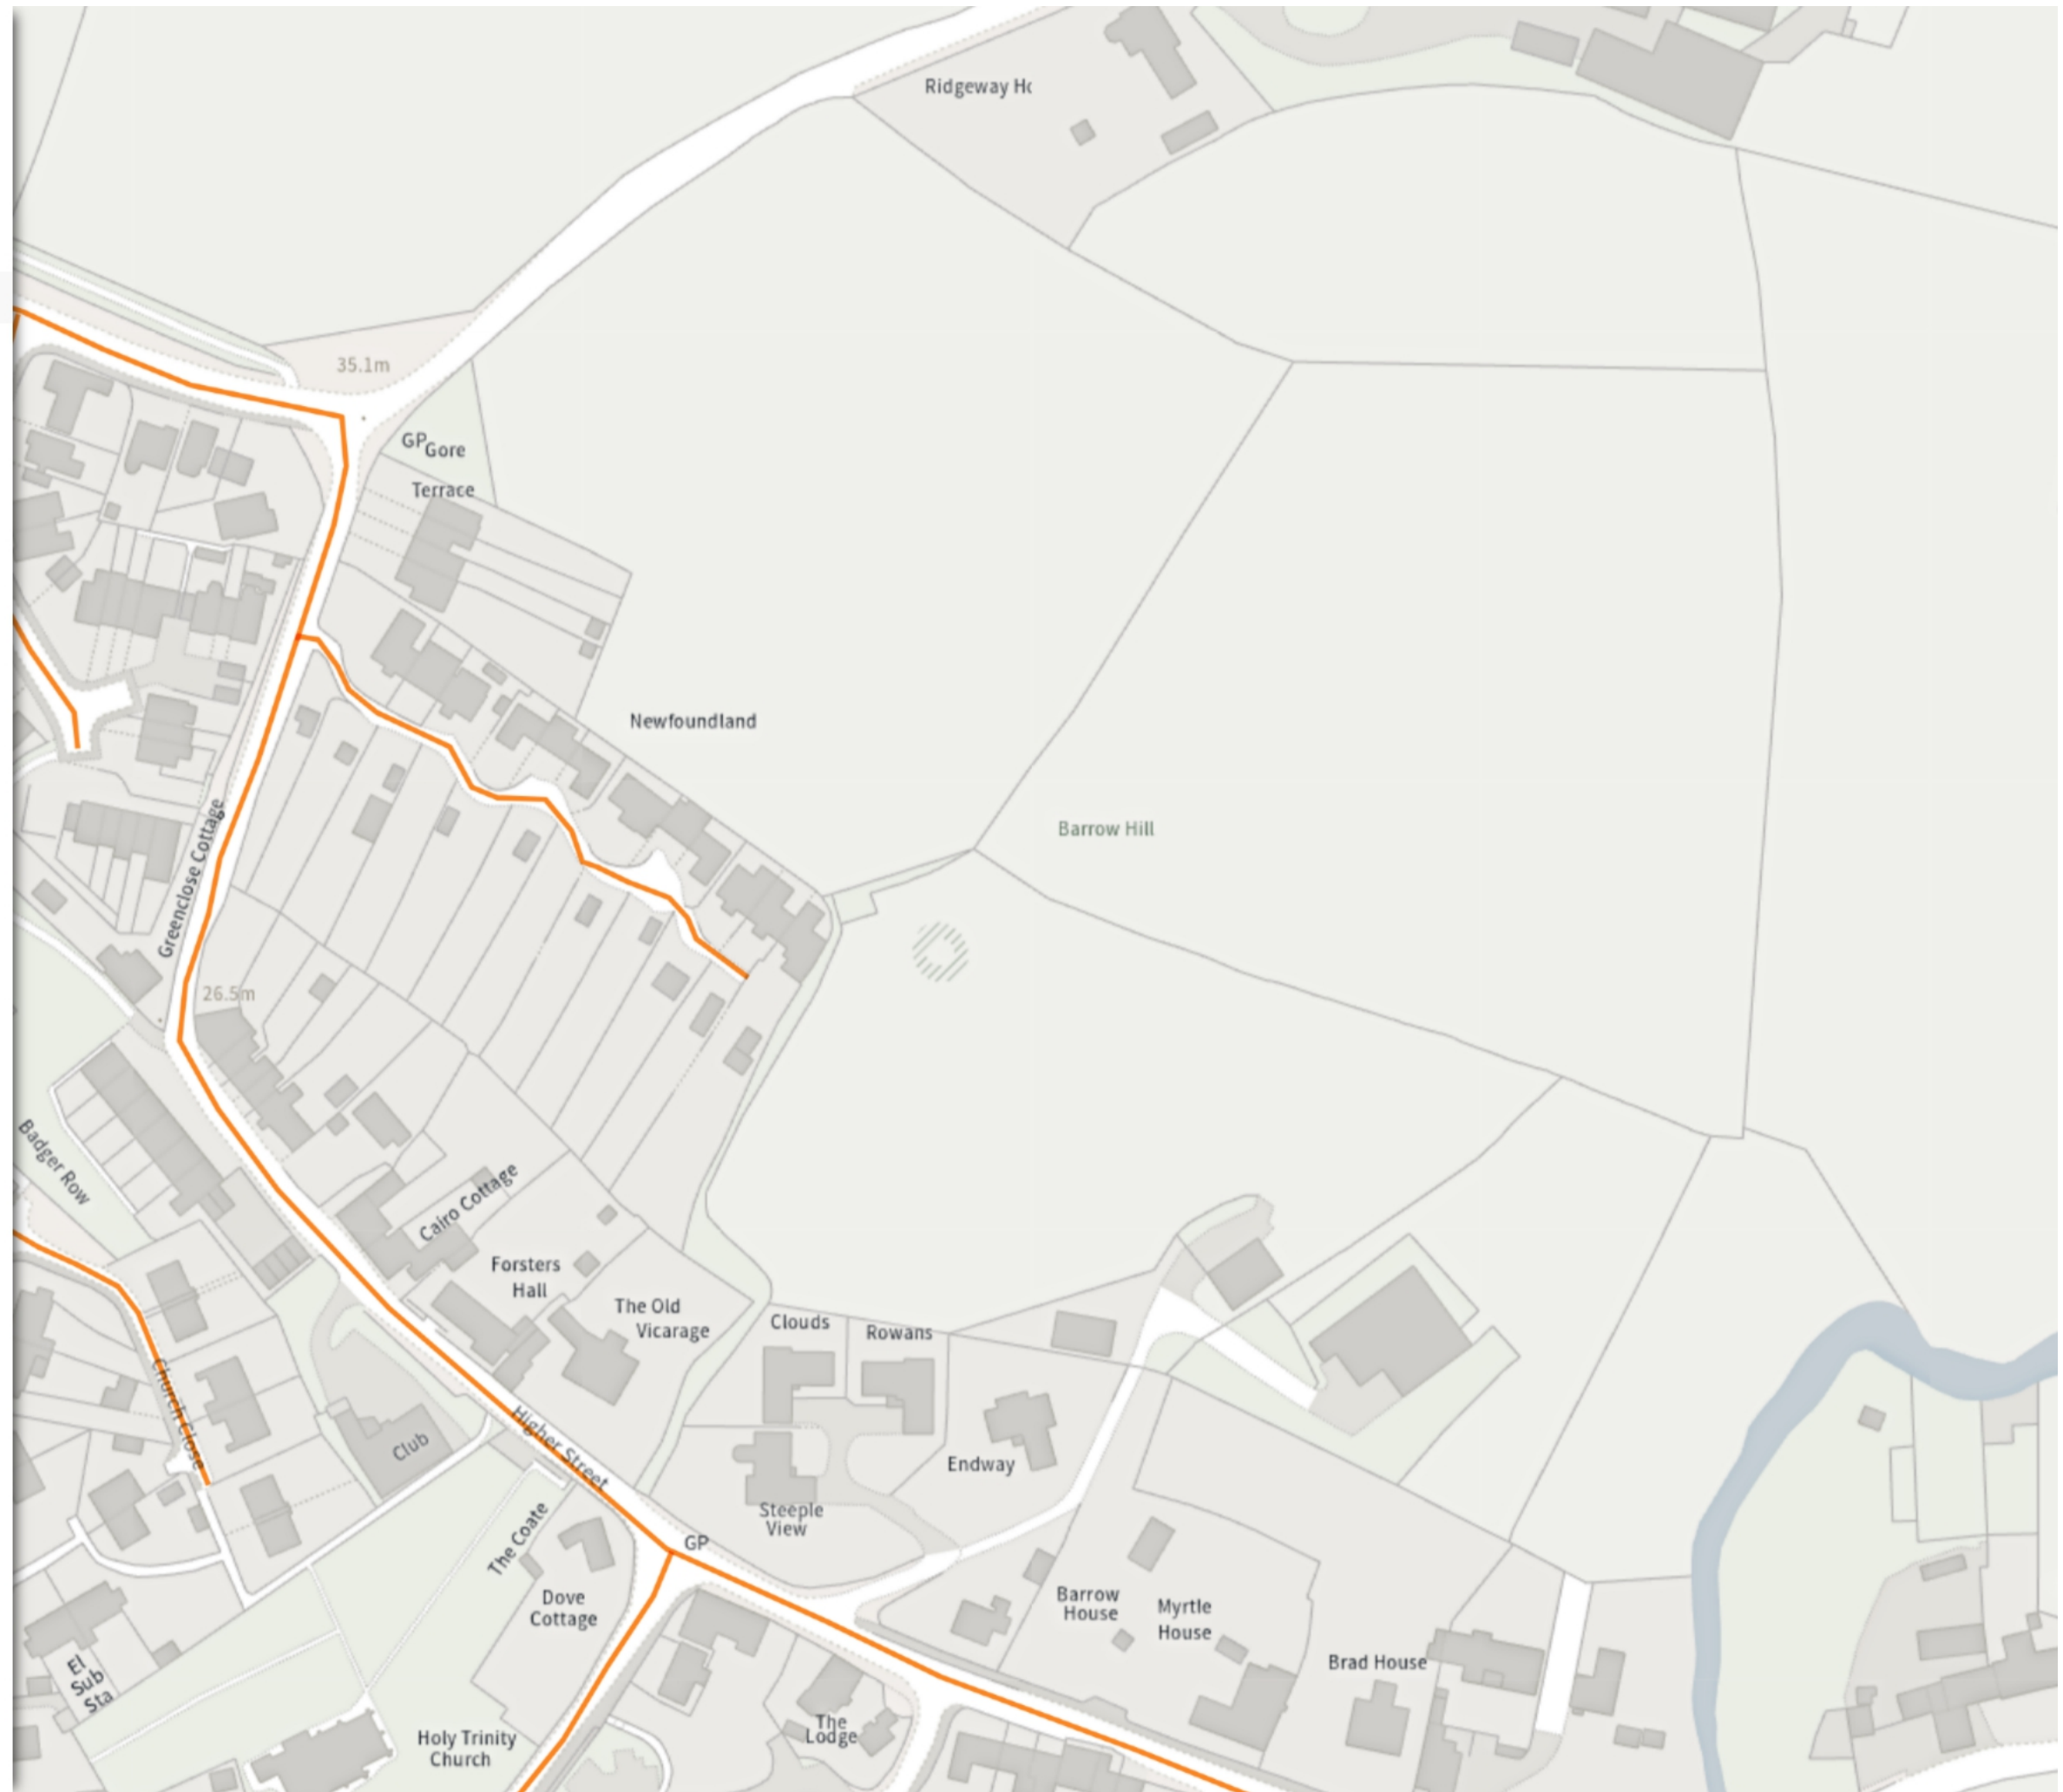 Ridgeway Ho
35.1m
GP
Gore
Terrace
Newfoundland
Barrow Hill
Greenclose Cottage
26.5m
Badger Row
Cairo Cottage
Forsters
Hall
The Old
Vicarage
Clouds
Rowans
Church Close
Club
Higher Street
Endway
Steeple
View
The Coate
GP
Dove
Cottage
Barrow
House
Myrtle
House
Brad House
El
Sub
Sta
Holy Trinity
Church
The
Lodge